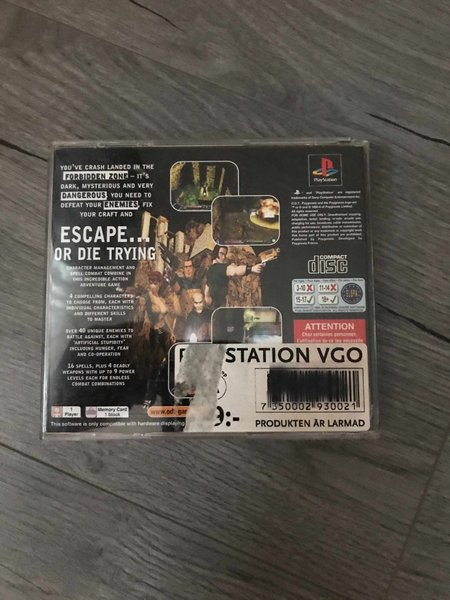 YOU'VE CRASH LANDED IN THE
FORBIDDEN ZONE – IT'S
DARK, MYSTERIOUS AND VERY
DANGEROUS. YOU NEED TO
DEFEAT YOUR ENEMIES, FIX
YOUR CRAFT AND
ESCAPE...
OR DIE TRYING
CHARACTER MANAGEMENT AND
SPELL COMBAT COMBINE IN
THIS INCREDIBLE ACTION
ADVENTURE GAME
4 COMPELLING CHARACTERS
TO CHOOSE FROM, EACH WITH
INDIVIDUAL CHARACTERISTICS
AND DIFFERENT SKILLS
TO MASTER
OVER 40 UNIQUE ENEMIES TO
BATTLE AGAINST, EACH WITH
'ARTIFICIAL STUPIDITY'
INCLUDING HUNGER, FEAR
AND CO-OPERATION
16 SPELLS, PLUS 4 DEADLY
WEAPONS WITH UP TO 9 POWER
LEVELS EACH FOR ENDLESS
COMBAT COMBINATIONS
1
Player
Memory Card
1 block
This software is only compatible with hardware displaying
PlayStation
COMPACT
disc
3-10
11-14
15-17
18+
ATTENTION
STATION VGO
9:-
7 350002 930021
PRODUKTEN ÄR LARMAD